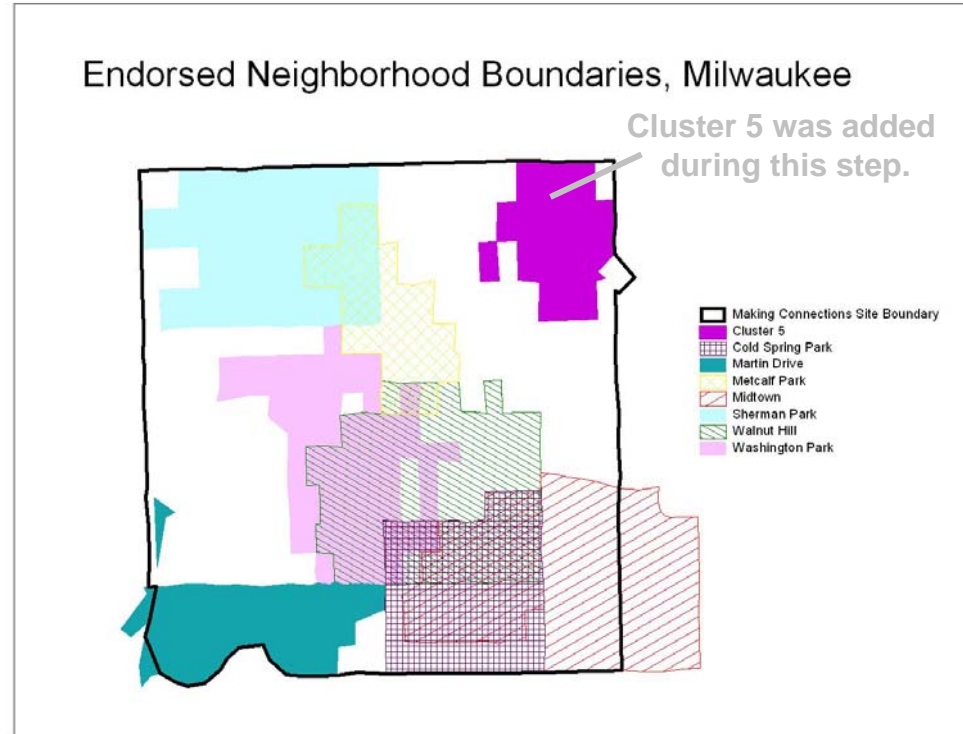 Endorsed Neighborhood Boundaries, Milwaukee
Cluster 5 was added
during this step.
Making Connections Site Boundary
Cluster 5
Cold Spring Park
Martin Drive
Metcalf Park
Midtown
Sherman Park
Walnut Hill
Washington Park